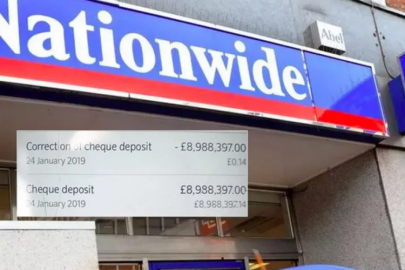 Nationwide
Abel
Correction of cheque deposit - £8,988,397.00
24 January 2019 £0.14
Cheque deposit £8,988,397.00
24 January 2019 £8,988,397.14